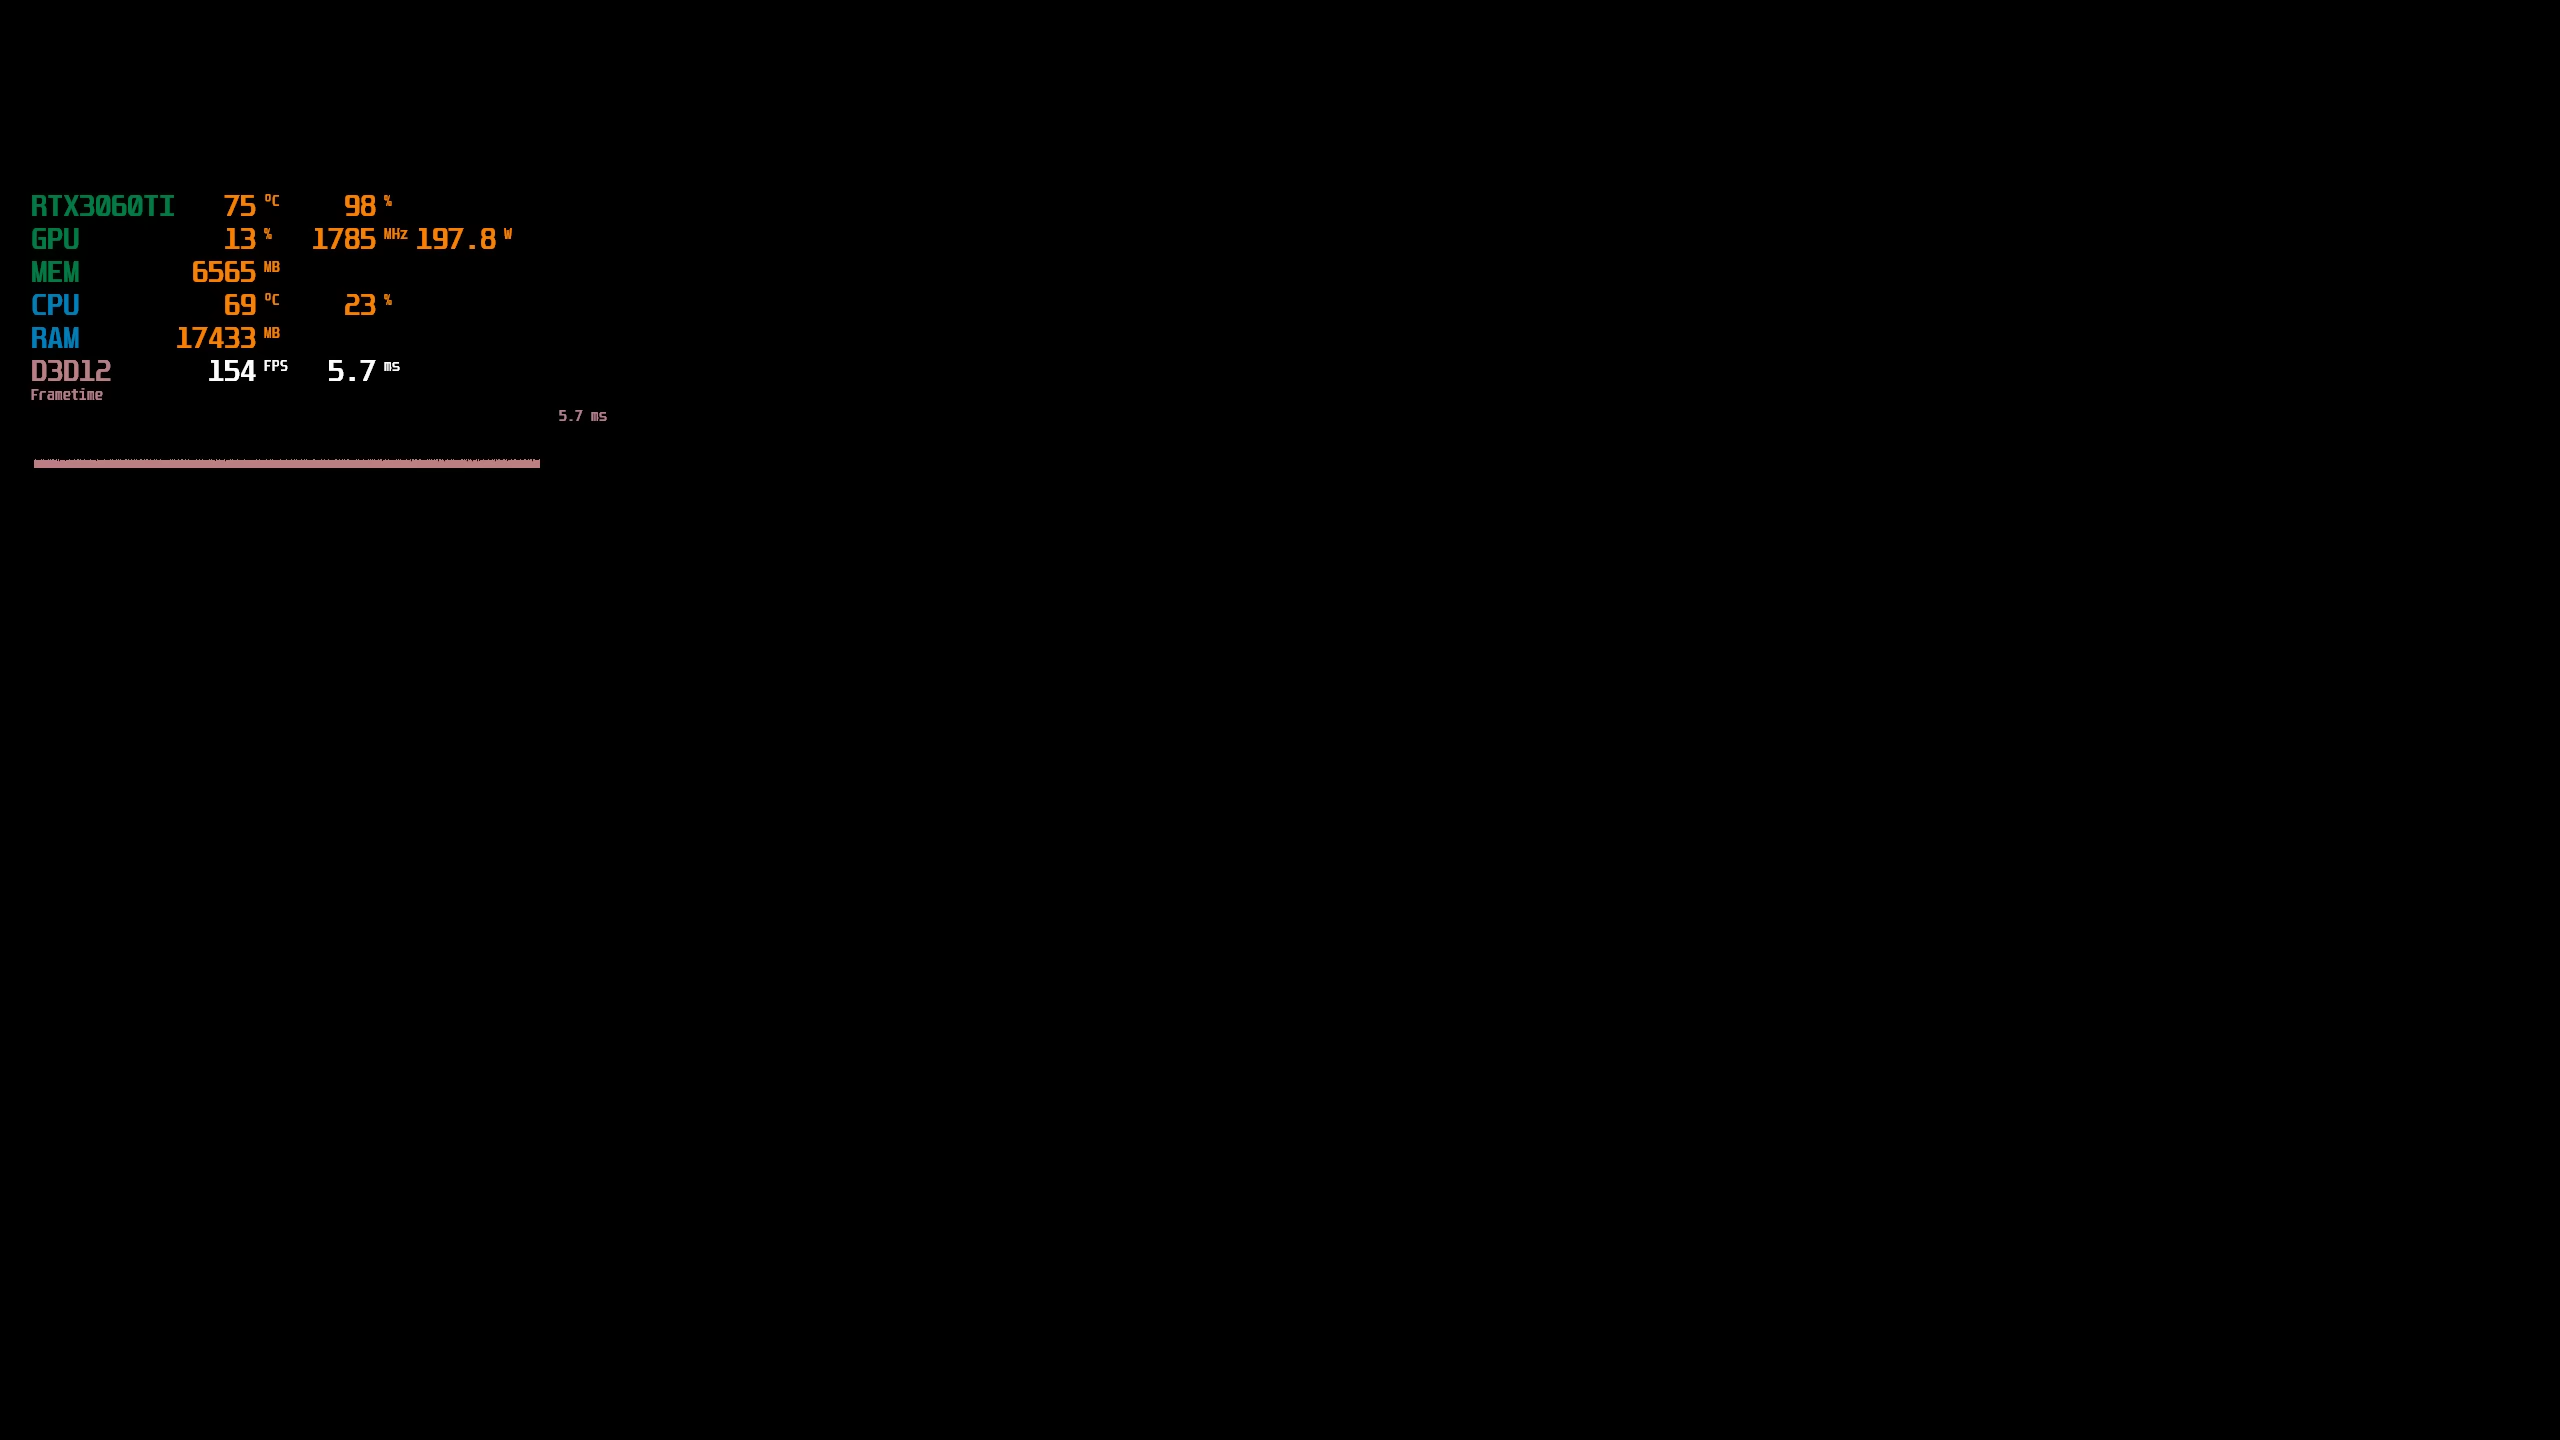 RTX3060TI 75 °C 98 %
GPU 13 % 1785 MHz 197.8 W
MEM 6565 MB
CPU 69 °C 23 %
RAM 17433 MB
D3D12 154 FPS 5.7 ms
Frametime
5.7 ms